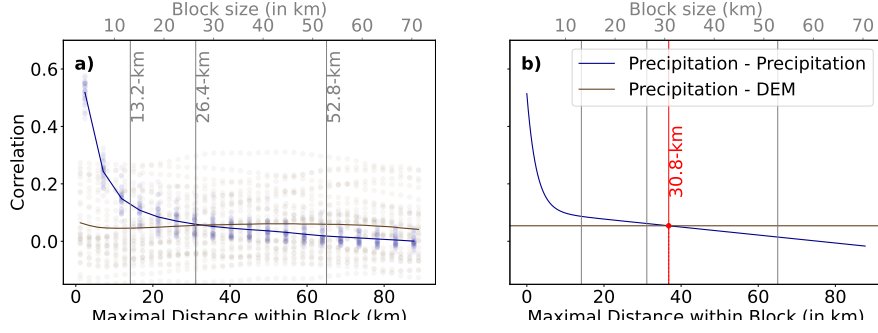 Block size (in km)
10 20 30 40 50 60 70
a)
13.2-km
26.4-km
52.8-km
Correlation
0.6
0.4
0.2
0.0
0 20 40 60 80
Maximal Distance within Block (km)
Block size (km)
10 20 30 40 50 60 70
b)
Precipitation - Precipitation
Precipitation - DEM
30.8-km
0 20 40 60 80
Maximal Distance within Block (in km)